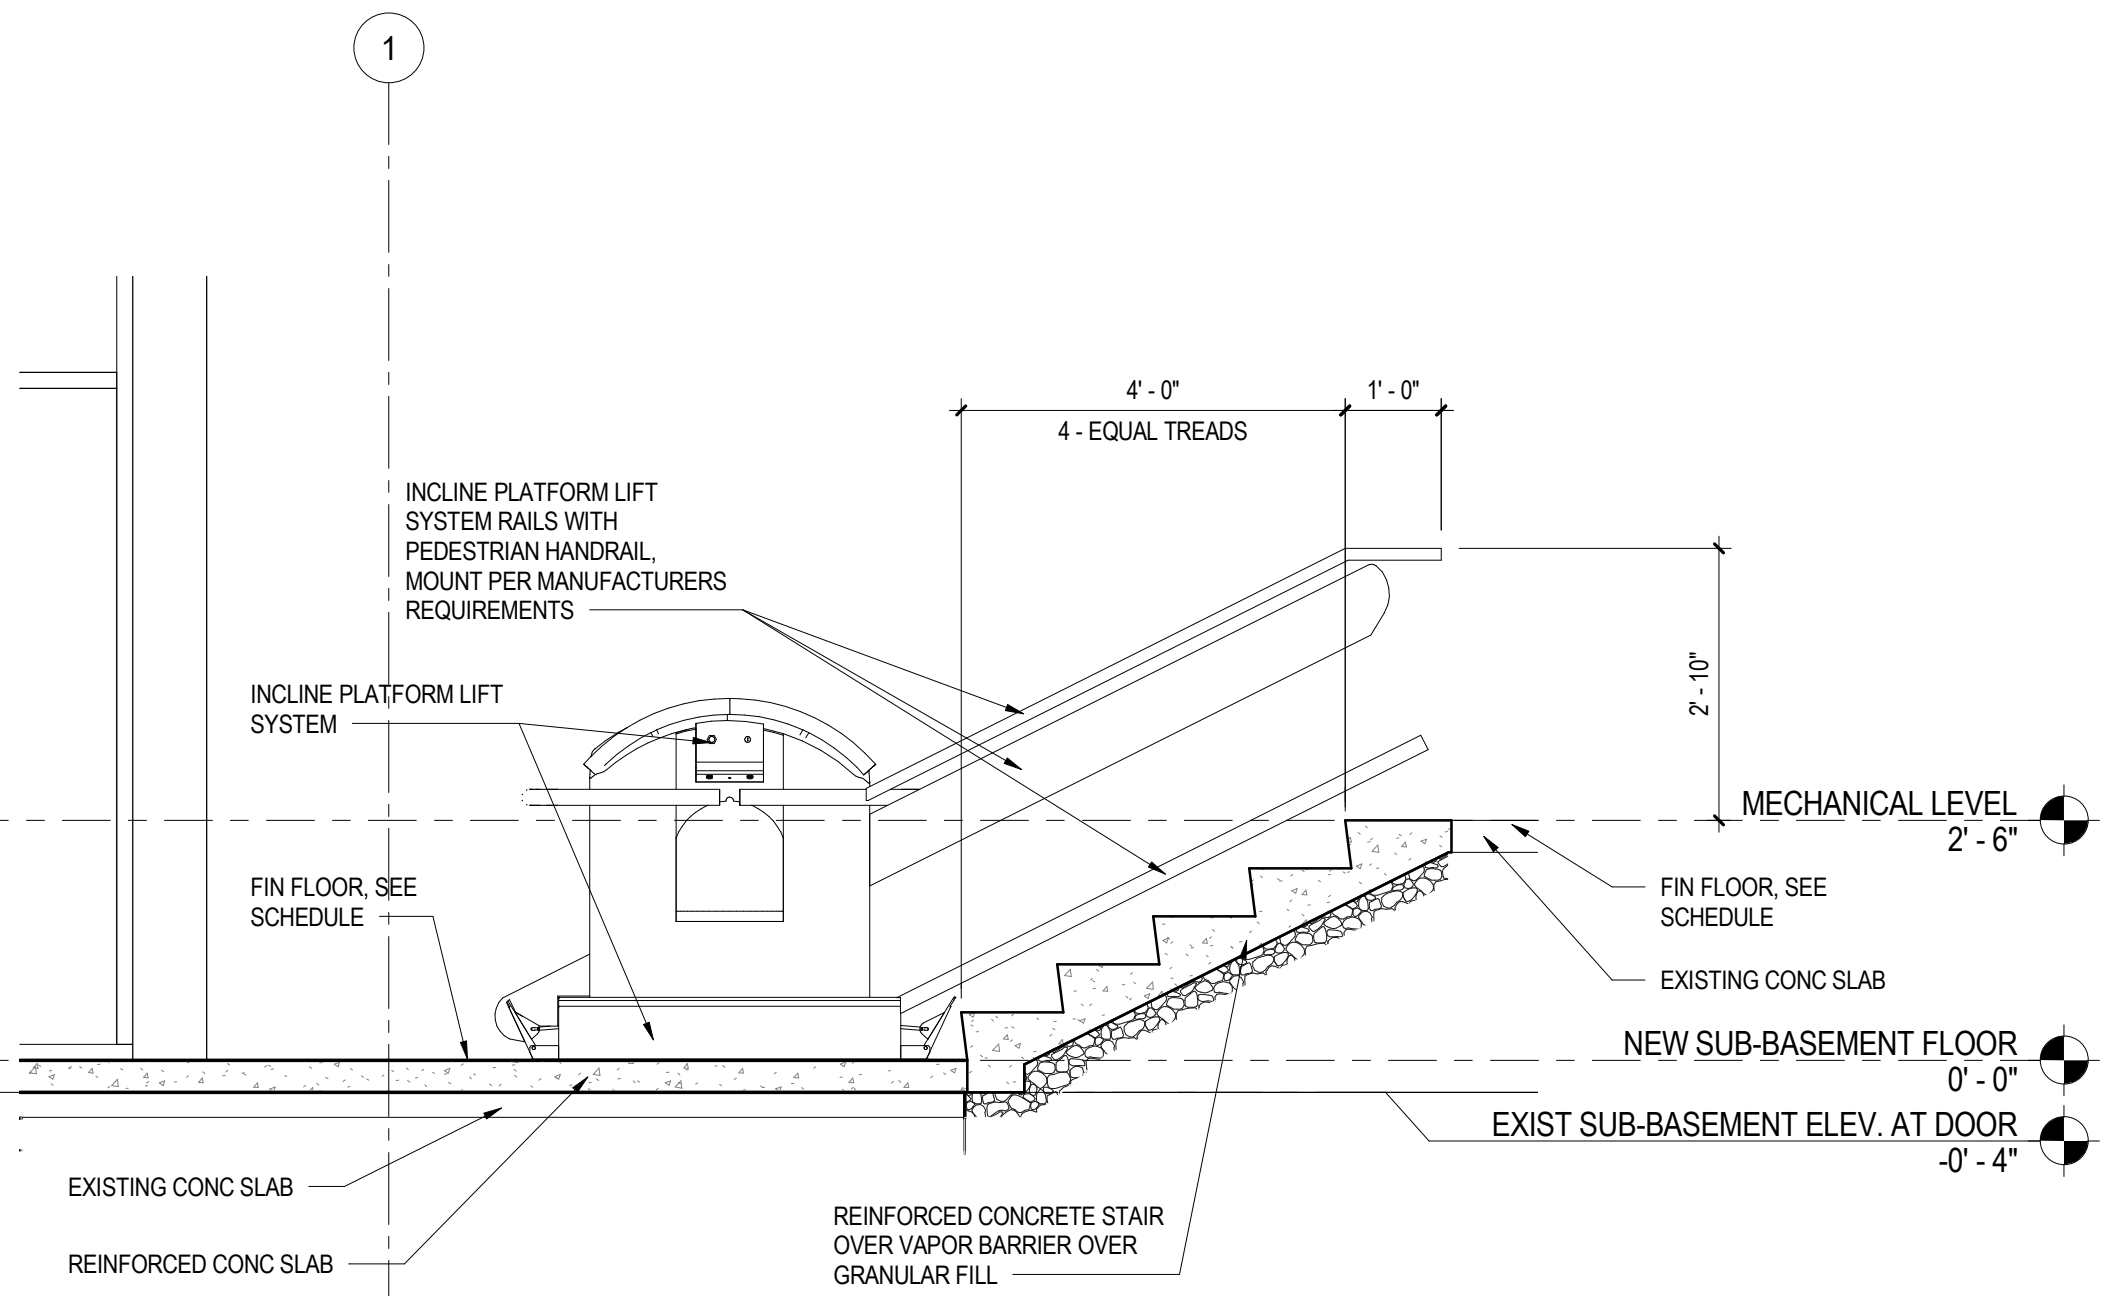 1
4' - 0"
1' - 0"
4 - EQUAL TREADS
INCLINE PLATFORM LIFT
SYSTEM RAILS WITH
PEDESTRIAN HANDRAIL,
MOUNT PER MANUFACTURERS
REQUIREMENTS
2' - 10"
INCLINE PLATFORM LIFT
SYSTEM
MECHANICAL LEVEL
2' - 6"
FIN FLOOR, SEE
SCHEDULE
FIN FLOOR, SEE
SCHEDULE
EXISTING CONC SLAB
NEW SUB-BASEMENT FLOOR
0' - 0"
EXIST SUB-BASEMENT ELEV. AT DOOR
-0' - 4"
EXISTING CONC SLAB
REINFORCED CONC SLAB
REINFORCED CONCRETE STAIR
OVER VAPOR BARRIER OVER
GRANULAR FILL